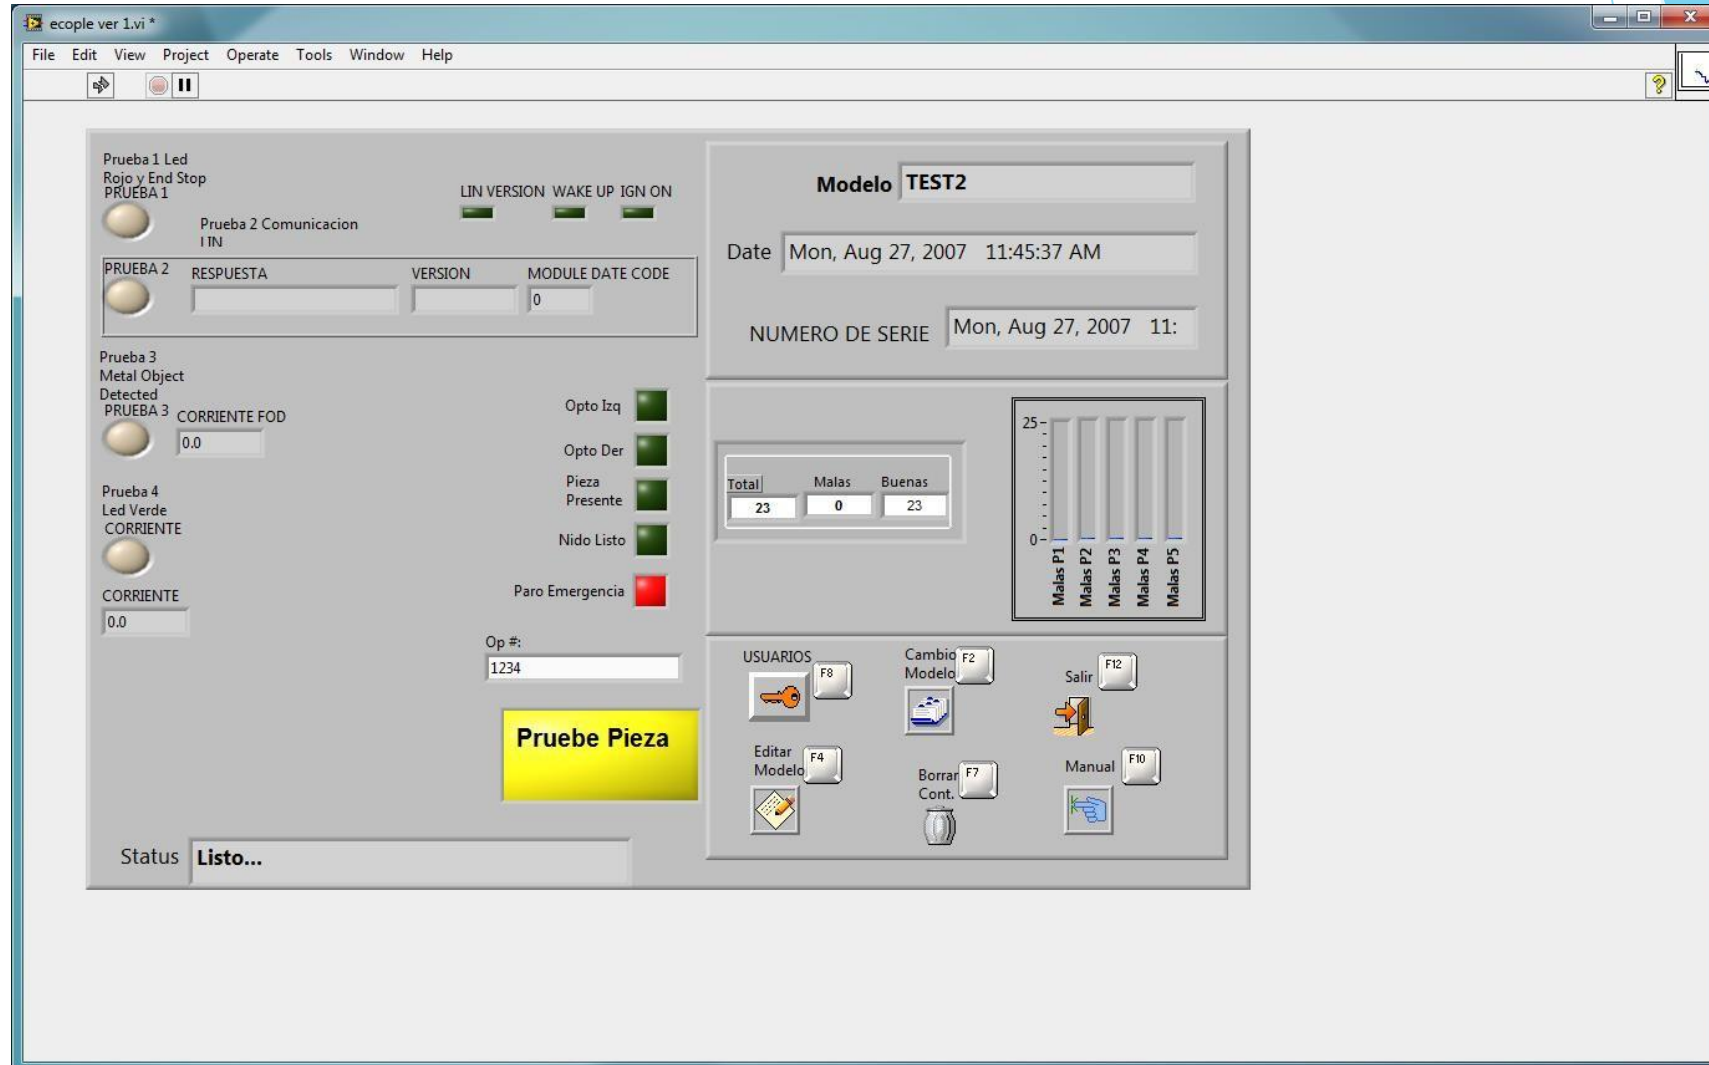 ecople ver 1.vi *
File Edit View Project Operate Tools Window Help
Prueba 1 Led
Rojo y End Stop
PRUEBA 1
LIN VERSION WAKE UP IGN ON
Prueba 2 Comunicacion
LIN
PRUEBA 2
RESPUESTA VERSION MODULE DATE CODE
0
Prueba 3
Metal Object
Detected
PRUEBA 3 CORRIENTE FOD
0.0
Prueba 4
Led Verde
CORRIENTE
CORRIENTE
0.0
Opto Izq
Opto Der
Pieza
Presente
Nido Listo
Paro Emergencia
Op #:
1234
Pruebe Pieza
Status Listo...
Modelo TEST2
Date Mon, Aug 27, 2007 11:45:37 AM
NUMERO DE SERIE Mon, Aug 27, 2007 11:
Total Malas Buenas
23 0 23
25
0
Malas P1
Malas P2
Malas P3
Malas P4
Malas P5
USUARIOS F8
Cambio F2
Modelo
Salir F12
Editar F4
Modelo
Borrar F7
Cont.
Manual F10